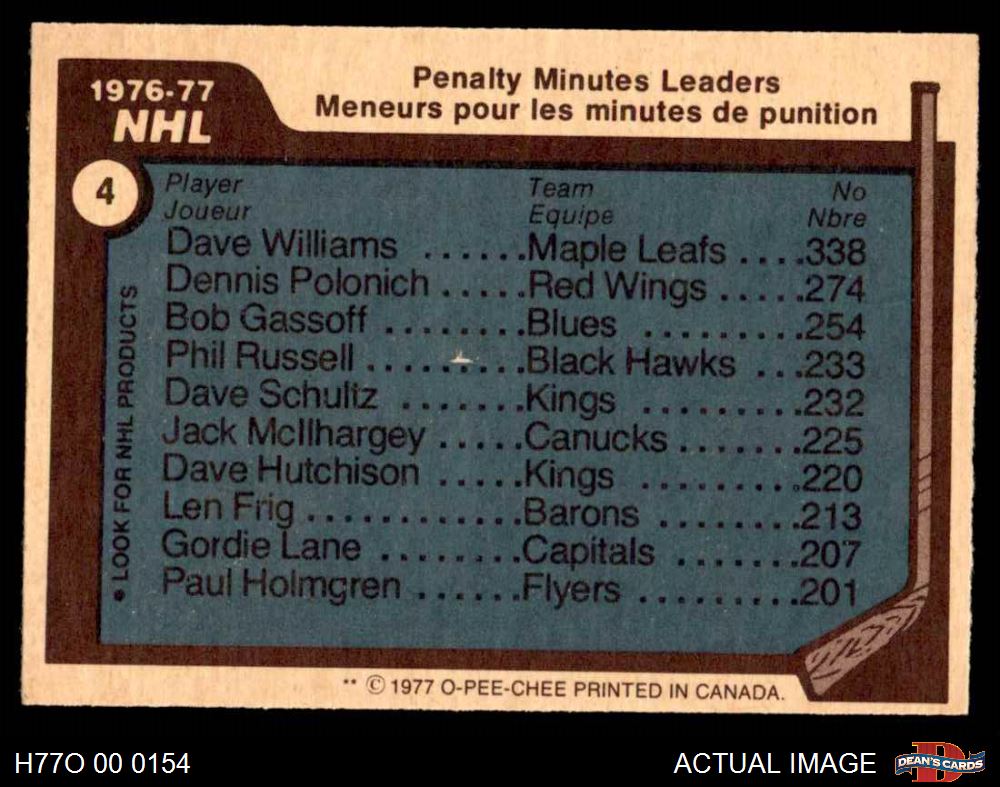 1976-77
NHL
Penalty Minutes Leaders
Meneurs pour les minutes de punition
4
Player Team No
Joueur Equipe Nbre
Dave Williams ......Maple Leafs ....338
Dennis Polonich .....Red Wings .....274
Bob Gassoff ........Blues .........254
Phil Russell .........Black Hawks ...233
Dave Schultz .......Kings .........232
Jack McIlhargey .....Canucks .......225
Dave Hutchison .....Kings .........220
Len Frig ............Barons ........213
Gordie Lane ........Capitals .......207
Paul Holmgren ......Flyers .........201
• LOOK FOR NHL PRODUCTS
** © 1977 O-PEE-CHEE PRINTED IN CANADA.
H77O 00 0154
ACTUAL IMAGE
D
DEAN'S CARDS